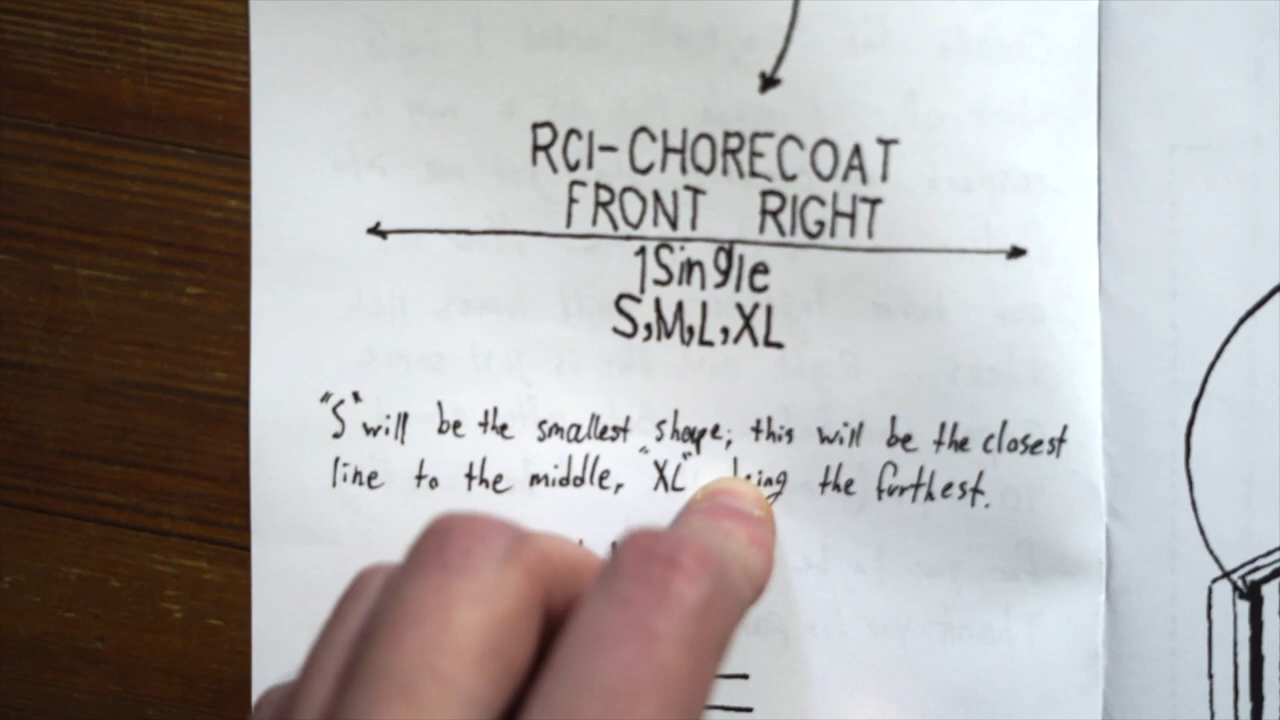 RCI-CHORECOAT
FRONT RIGHT
1Single
S,M,L,XL
"S" will be the smallest shape; this will be the closest
line to the middle, "XL" being the furthest.